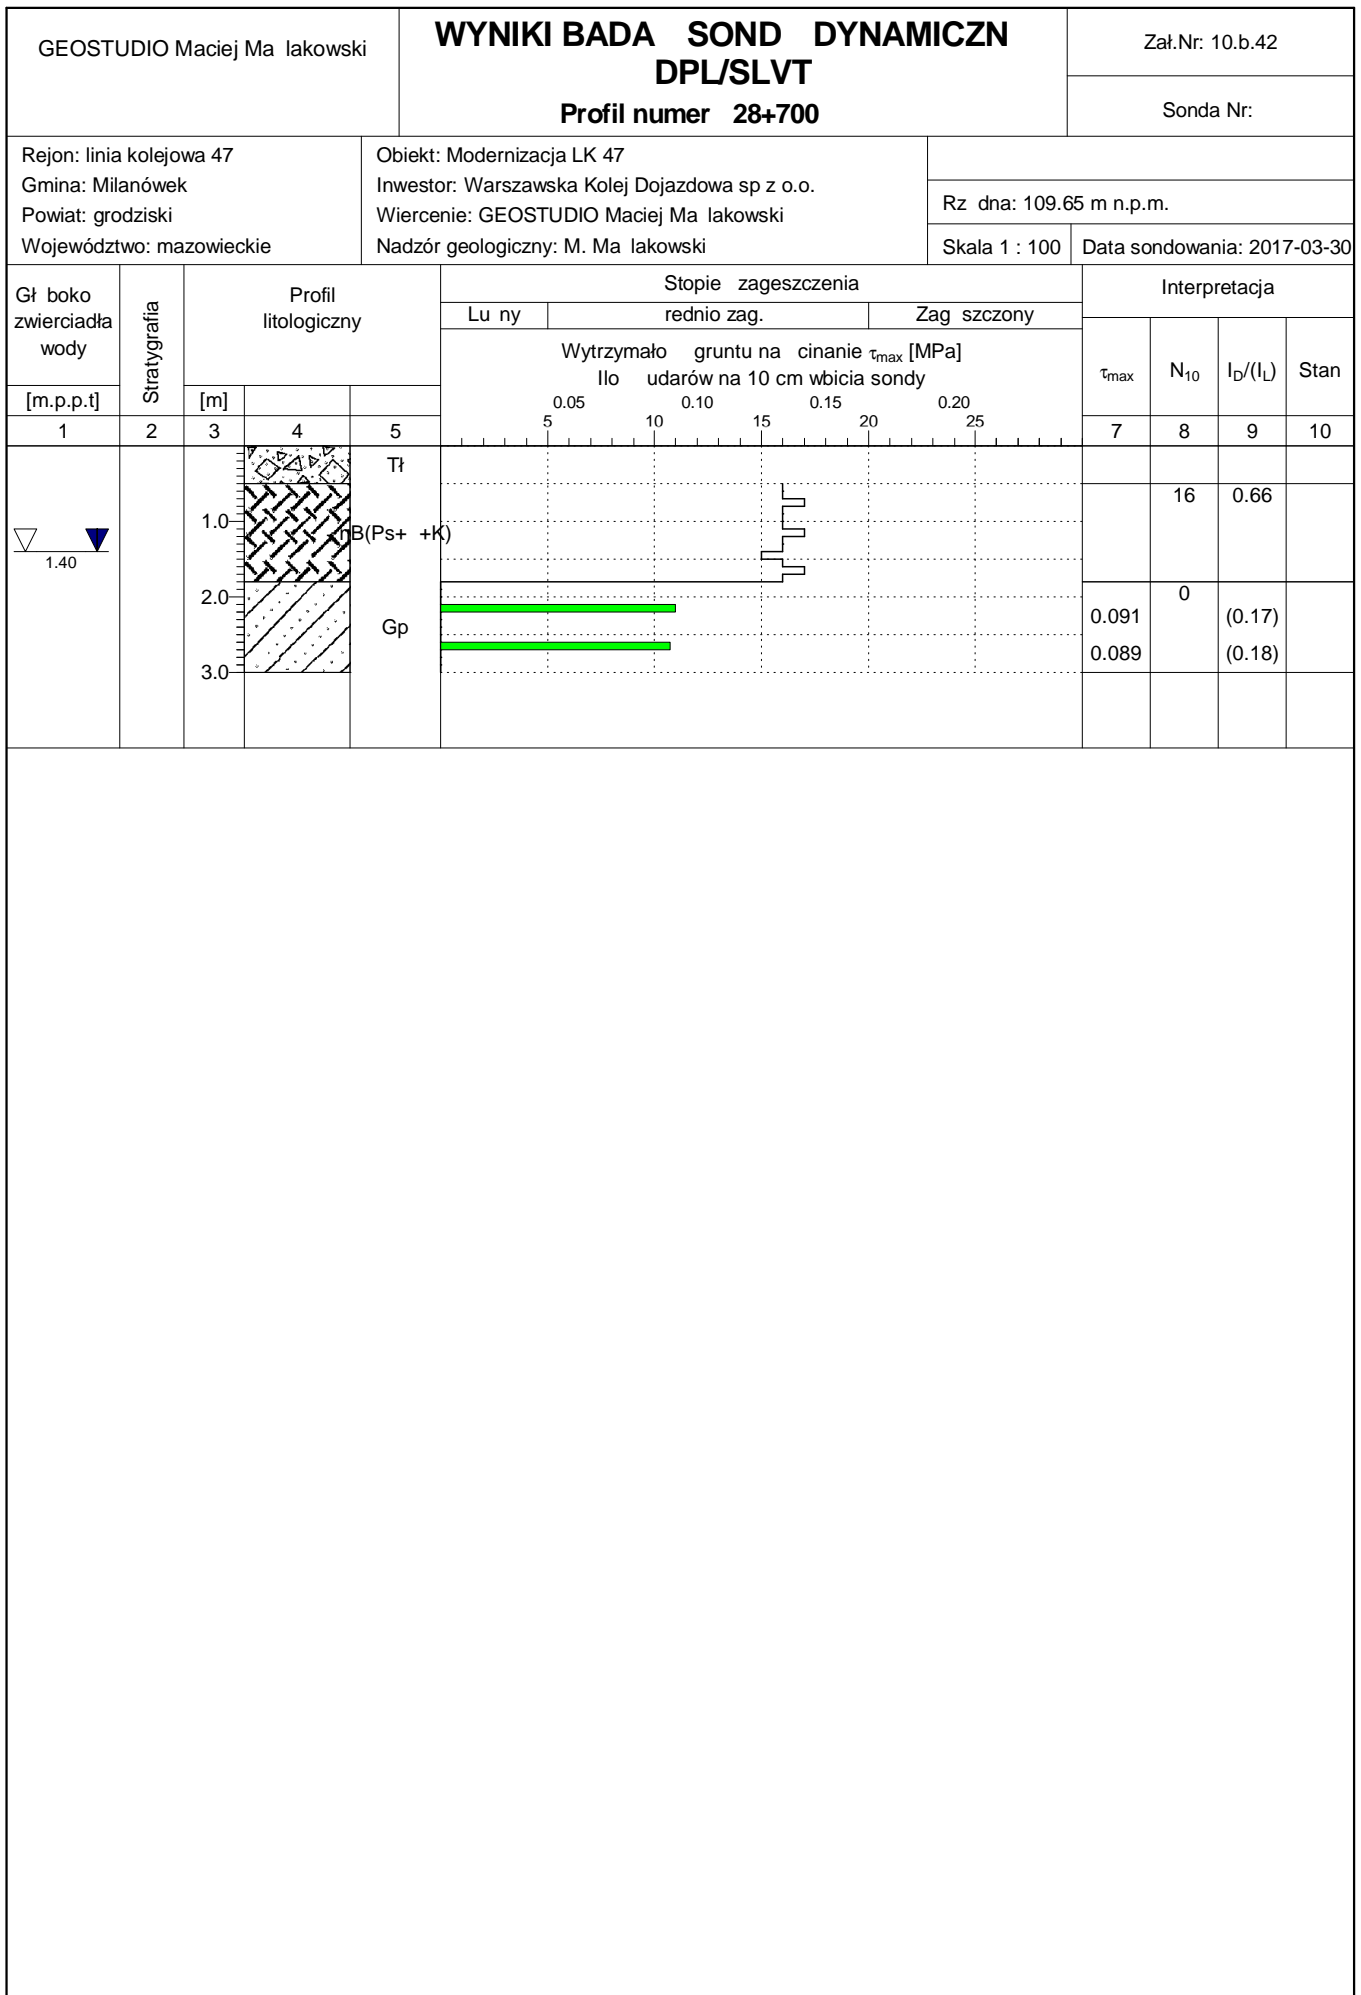 GEOSTUDIO Maciej Ma lakowski
WYNIKI BADA SOND DYNAMICZN
DPL/SLVT
Profil numer 28+700
Zał.Nr: 10.b.42
Sonda Nr:
Rejon: linia kolejowa 47
Gmina: Milanówek
Powiat: grodziski
Województwo: mazowieckie
Obiekt: Modernizacja LK 47
Inwestor: Warszawska Kolej Dojazdowa sp z o.o.
Wiercenie: GEOSTUDIO Maciej Ma lakowski
Nadzór geologiczny: M. Ma lakowski
Rz dna: 109.65 m n.p.m.
Skala 1 : 100
Data sondowania: 2017-03-30
Gł boko
zwierciadła
wody
[m.p.p.t]
Stratygrafia
Profil
litologiczny
[m]
Stopie zageszczenia
Lu ny
rednio zag.
Zag szczony
Wytrzymało gruntu na cinanie τmax [MPa]
Ilo udarów na 10 cm wbicia sondy
0.05 0.10 0.15 0.20
5 10 15 20 25
Interpretacja
τmax
N10
ID/(IL)
Stan
1 2 3 4 5 7 8 9 10
Tł
16 0.66
1.0
nB(Ps+ +K)
1.40
2.0
0
0.091 (0.17)
Gp
0.089 (0.18)
3.0